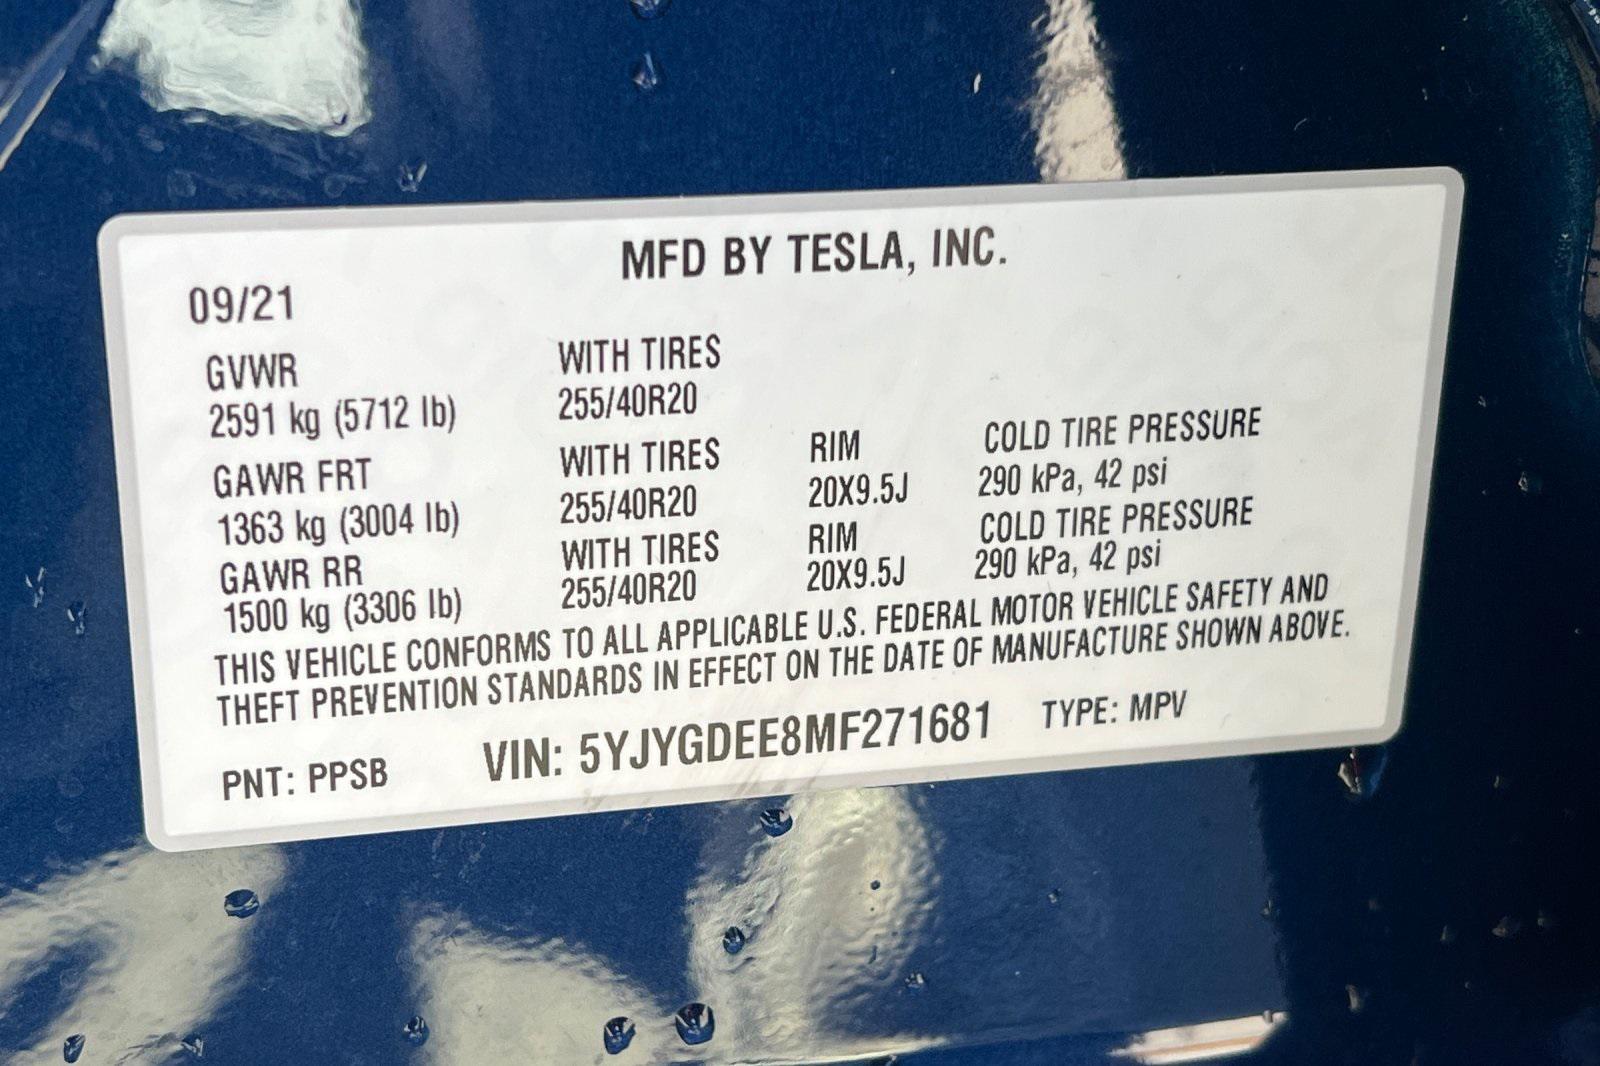 MFD BY TESLA, INC.
09/21
GVWR WITH TIRES
2591 kg (5712 lb) 255/40R20
GAWR FRT WITH TIRES RIM COLD TIRE PRESSURE
1363 kg (3004 lb) 255/40R20 20X9.5J 290 kPa, 42 psi
GAWR RR WITH TIRES RIM COLD TIRE PRESSURE
1500 kg (3306 lb) 255/40R20 20X9.5J 290 kPa, 42 psi
THIS VEHICLE CONFORMS TO ALL APPLICABLE U.S. FEDERAL MOTOR VEHICLE SAFETY AND
THEFT PREVENTION STANDARDS IN EFFECT ON THE DATE OF MANUFACTURE SHOWN ABOVE.
PNT: PPSB VIN: 5YJYGDEE8MF271681 TYPE: MPV